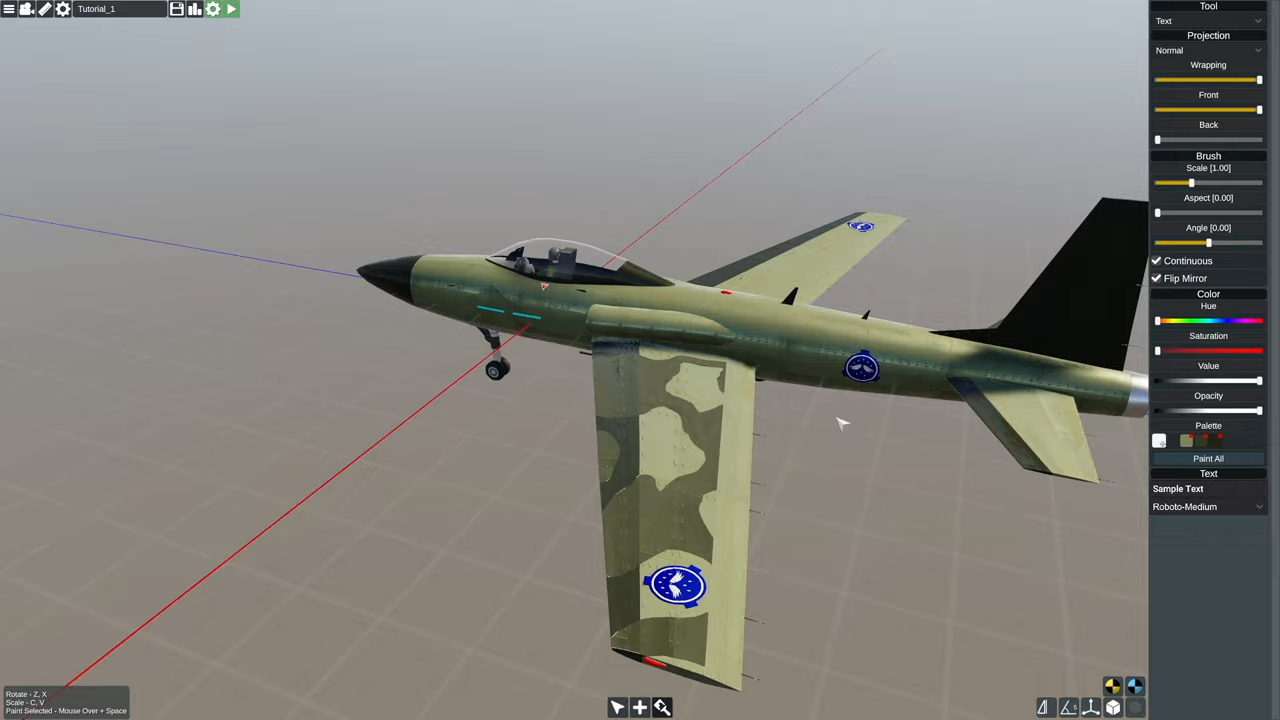 Tutorial_1
Tool
Text
Projection
Normal
Wrapping
Front
Back
Brush
Scale [1.00]
Aspect [0.00]
Angle [0.00]
Continuous
Flip Mirror
Color
Hue
Saturation
Value
Opacity
Palette
Paint All
Text
Sample Text
Roboto-Medium
Rotate - Z, X
Scale - C, V
Paint Selected - Mouse Over + Space